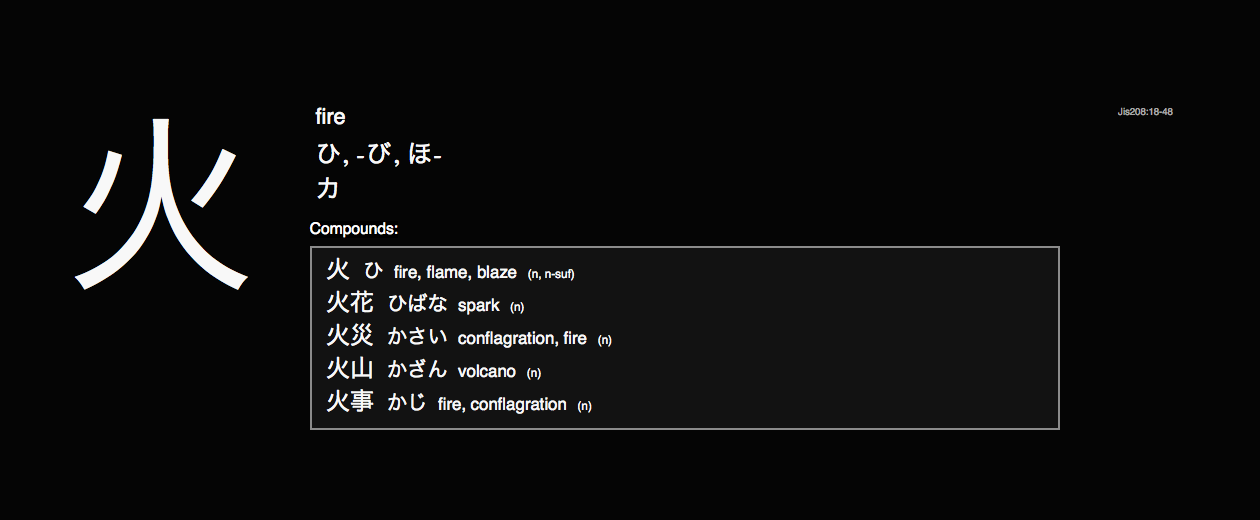 火
fire
Jis208:18-48
ひ, -び, ほ-
カ
Compounds:
火 ひ fire, flame, blaze (n, n-suf)
火花 ひばな spark (n)
火災 かさい conflagration, fire (n)
火山 かざん volcano (n)
火事 かじ fire, conflagration (n)